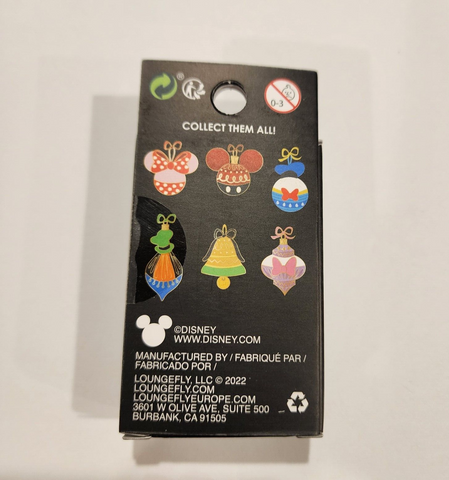 0-3
COLLECT THEM ALL!
©DISNEY
WWW.DISNEY.COM
MANUFACTURED BY / FABRIQUÉ PAR /
FABRICADO POR /
LOUNGEFLY, LLC © 2022
LOUNGEFLY.COM
LOUNGEFLYEUROPE.COM
3601 W OLIVE AVE, SUITE 500
BURBANK, CA 91505